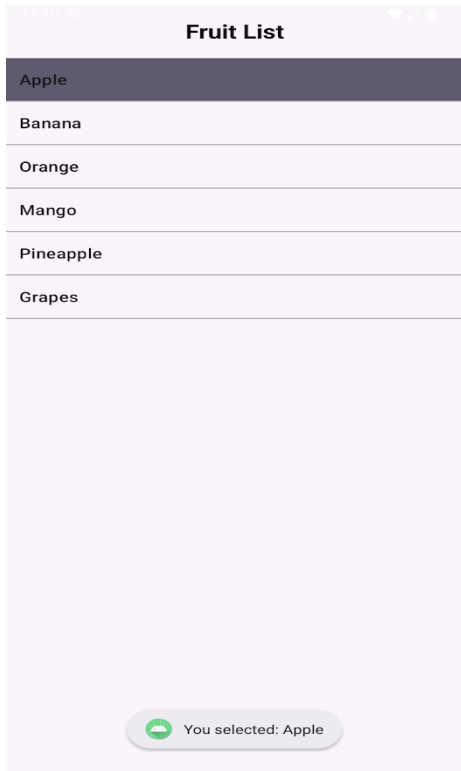 Fruit List
Apple
Banana
Orange
Mango
Pineapple
Grapes
You selected: Apple